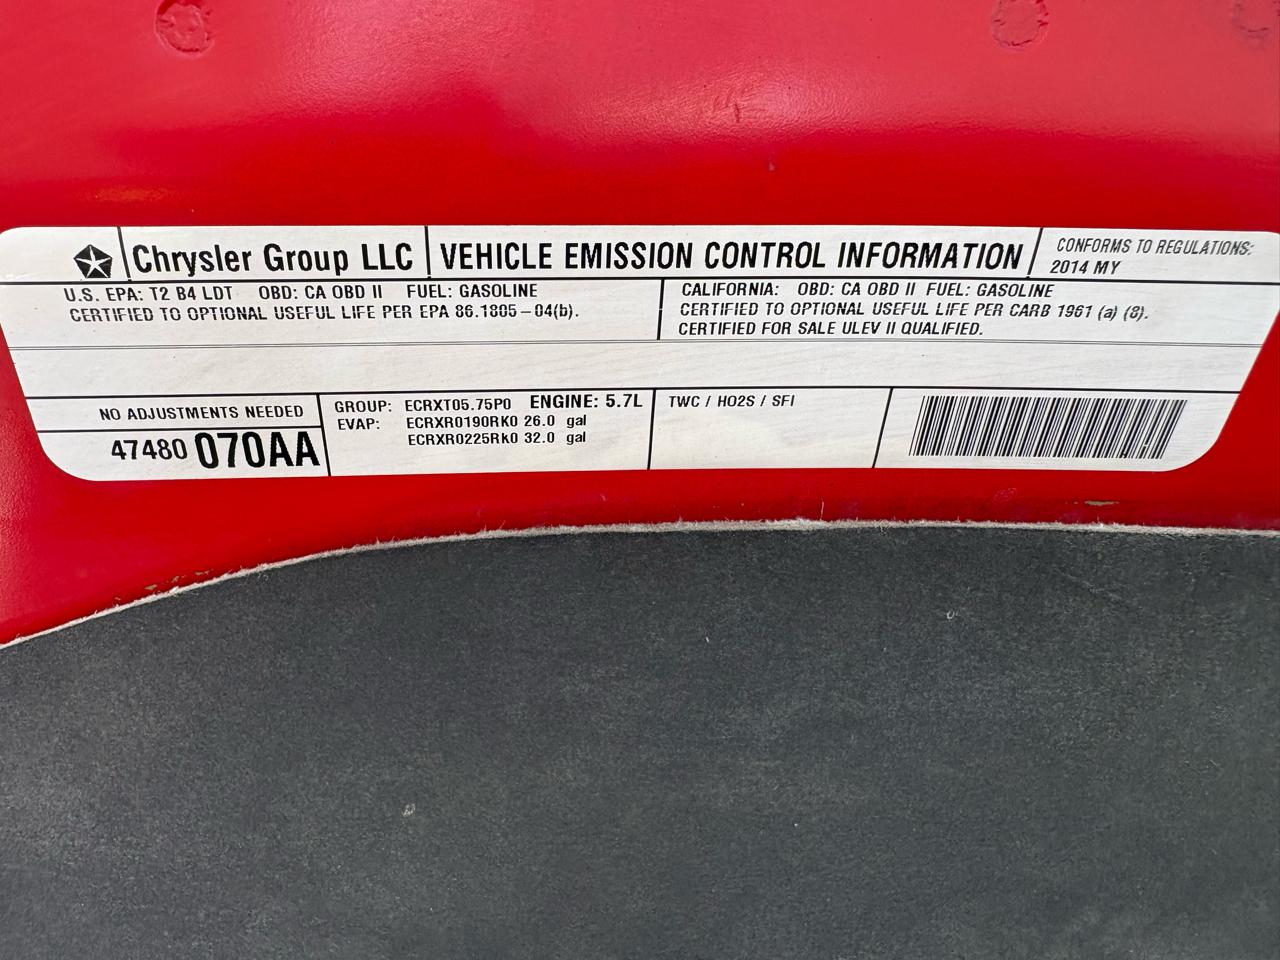 Chrysler Group LLC VEHICLE EMISSION CONTROL INFORMATION
CONFORMS TO REGULATIONS:
2014 MY
U.S. EPA: T2 B4 LDT OBD: CA OBD II FUEL: GASOLINE
CERTIFIED TO OPTIONAL USEFUL LIFE PER EPA 86.1805-04(b).
CALIFORNIA: OBD: CA OBD II FUEL: GASOLINE
CERTIFIED TO OPTIONAL USEFUL LIFE PER CARB 1961 (a) (8).
CERTIFIED FOR SALE ULEV II QUALIFIED.
NO ADJUSTMENTS NEEDED
47480 070AA
GROUP: ECRXT05.75P0 ENGINE: 5.7L
EVAP: ECRXR0190RK0 26.0 gal
ECRXR0225RK0 32.0 gal
TWC / HO2S / SFI